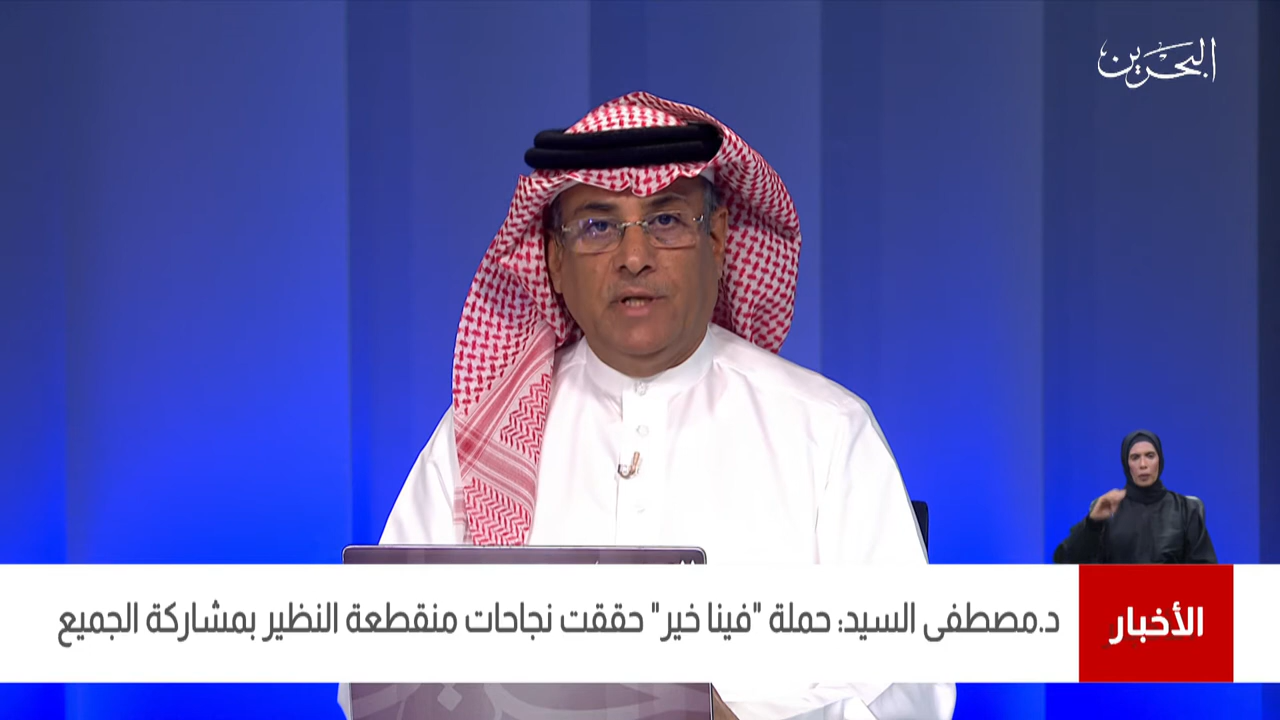 البحرين
الأخبار
د.مصطفى السيد: حملة "فينا خير" حققت نجاحات منقطعة النظير بمشاركة الجميع